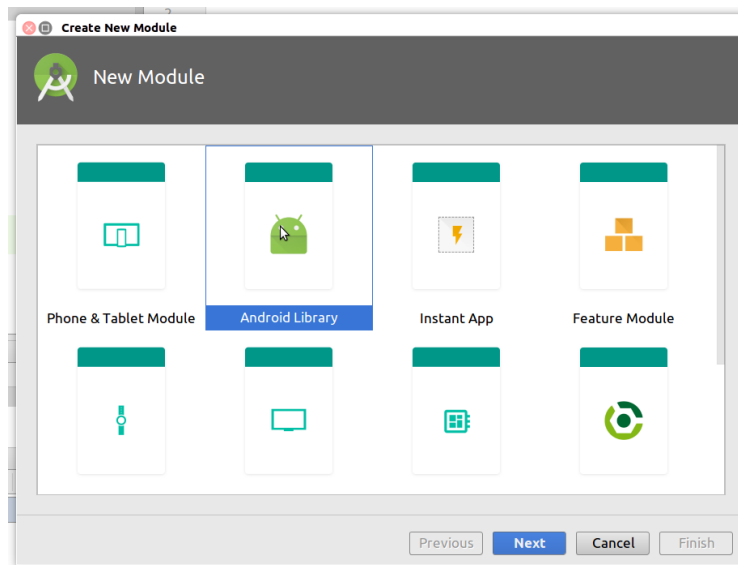 Create New Module
New Module
Phone & Tablet Module
Android Library
Instant App
Feature Module
Previous
Next
Cancel
Finish